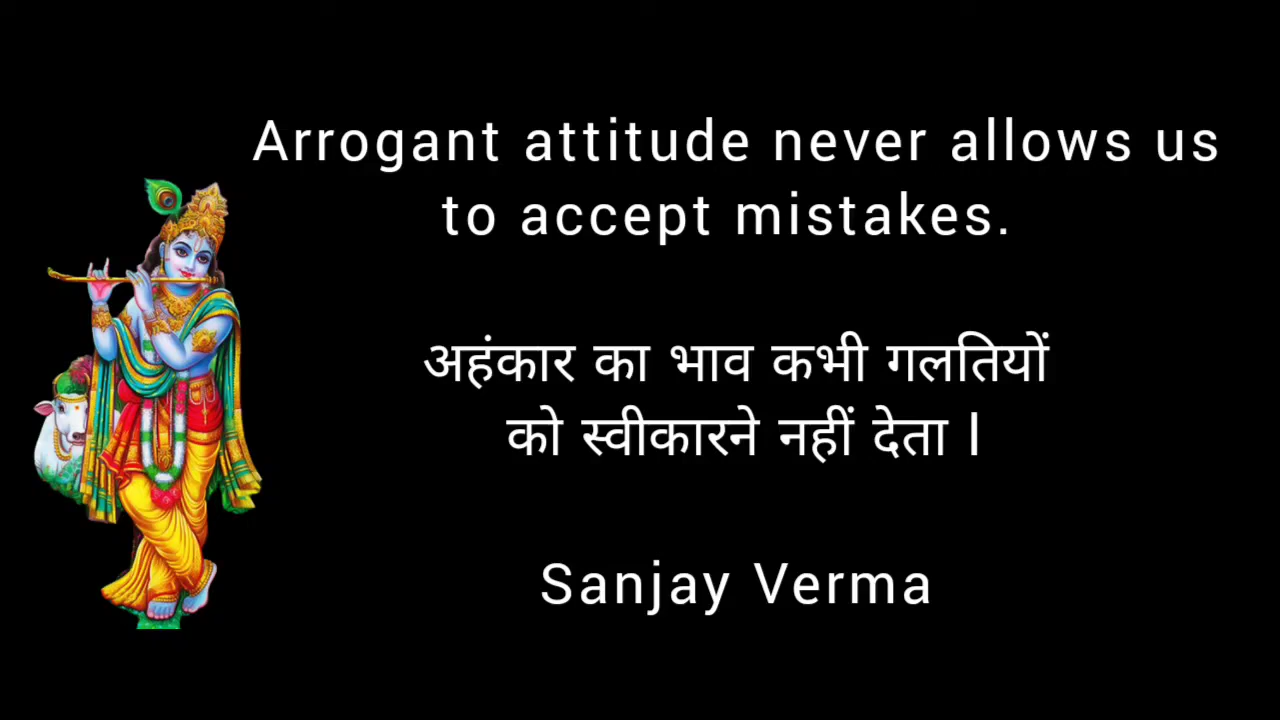 Arrogant attitude never allows us
to accept mistakes.
अहंकार का भाव कभी गलतियों
को स्वीकारने नहीं देता l
Sanjay Verma